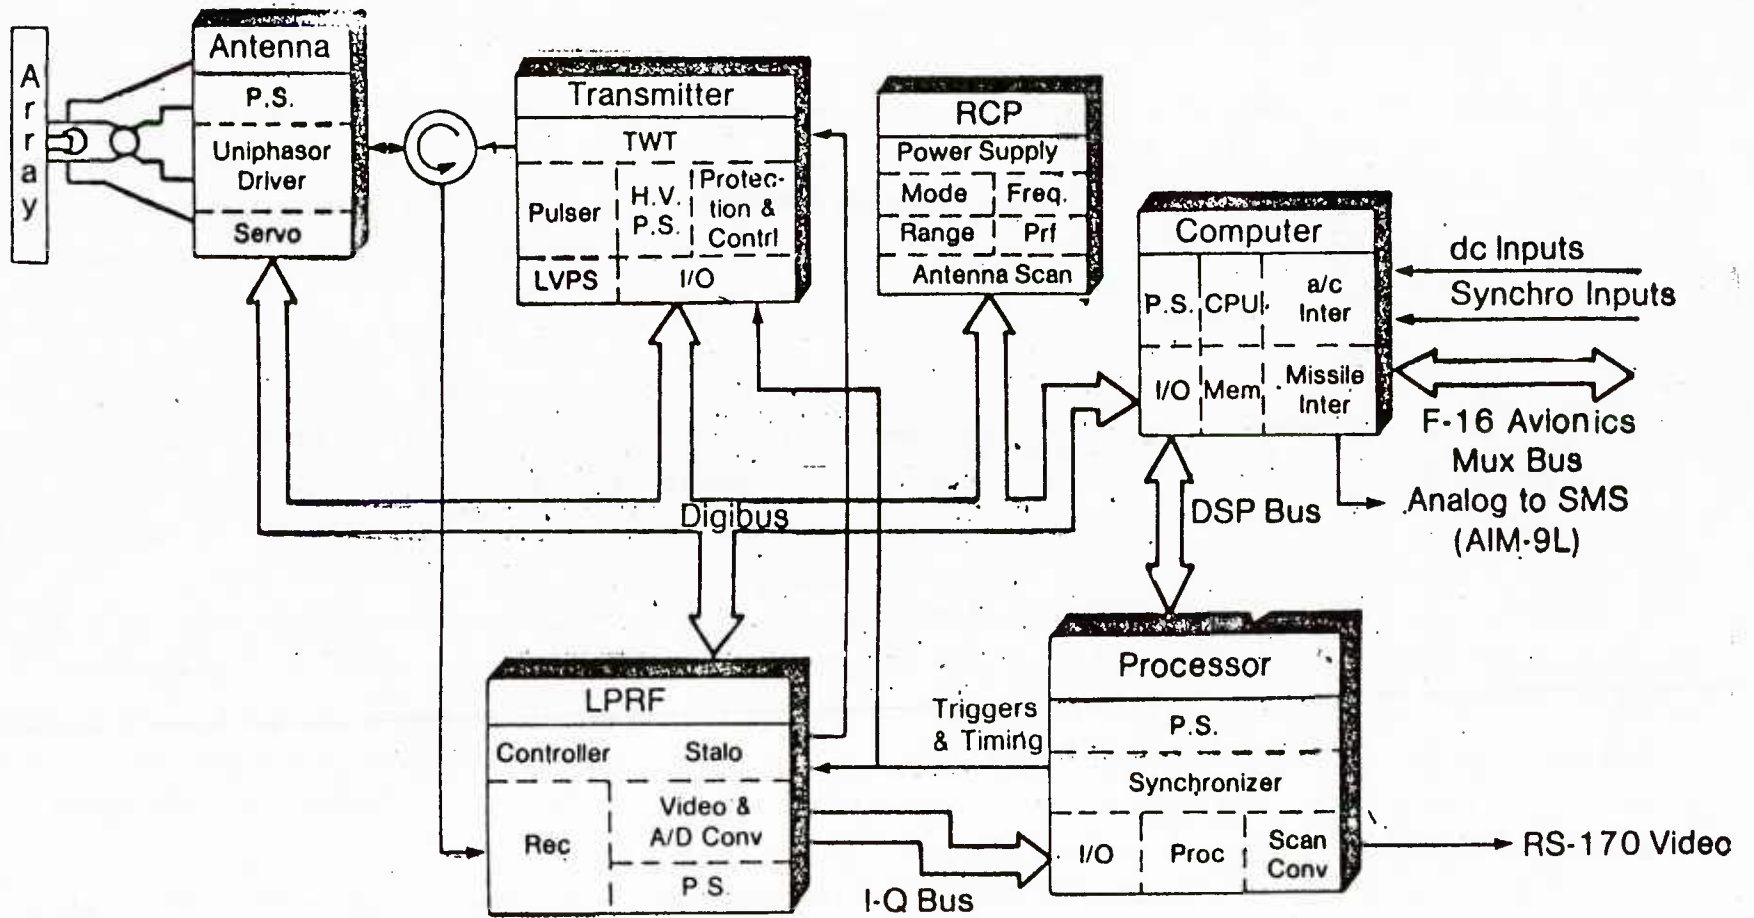 Array
Antenna
P.S.
Uniphasor
Driver
Servo
Transmitter
TWT
Pulser
H.V.
P.S.
Protec-
tion &
Contrl
LVPS
I/O
RCP
Power Supply
Mode
Freq.
Range
Prf
Antenna Scan
Computer
P.S.
CPU
a/c
Inter
I/O
Mem
Missile
Inter
dc Inputs
Synchro Inputs
F-16 Avionics
Mux Bus
Analog to SMS
(AIM-9L)
Digibus
DSP Bus
LPRF
Controller
Stalo
Rec
Video &
A/D Conv
P.S.
Triggers
& Timing
I-Q Bus
Processor
P.S.
Synchronizer
I/O
Proc
Scan
Conv
RS-170 Video